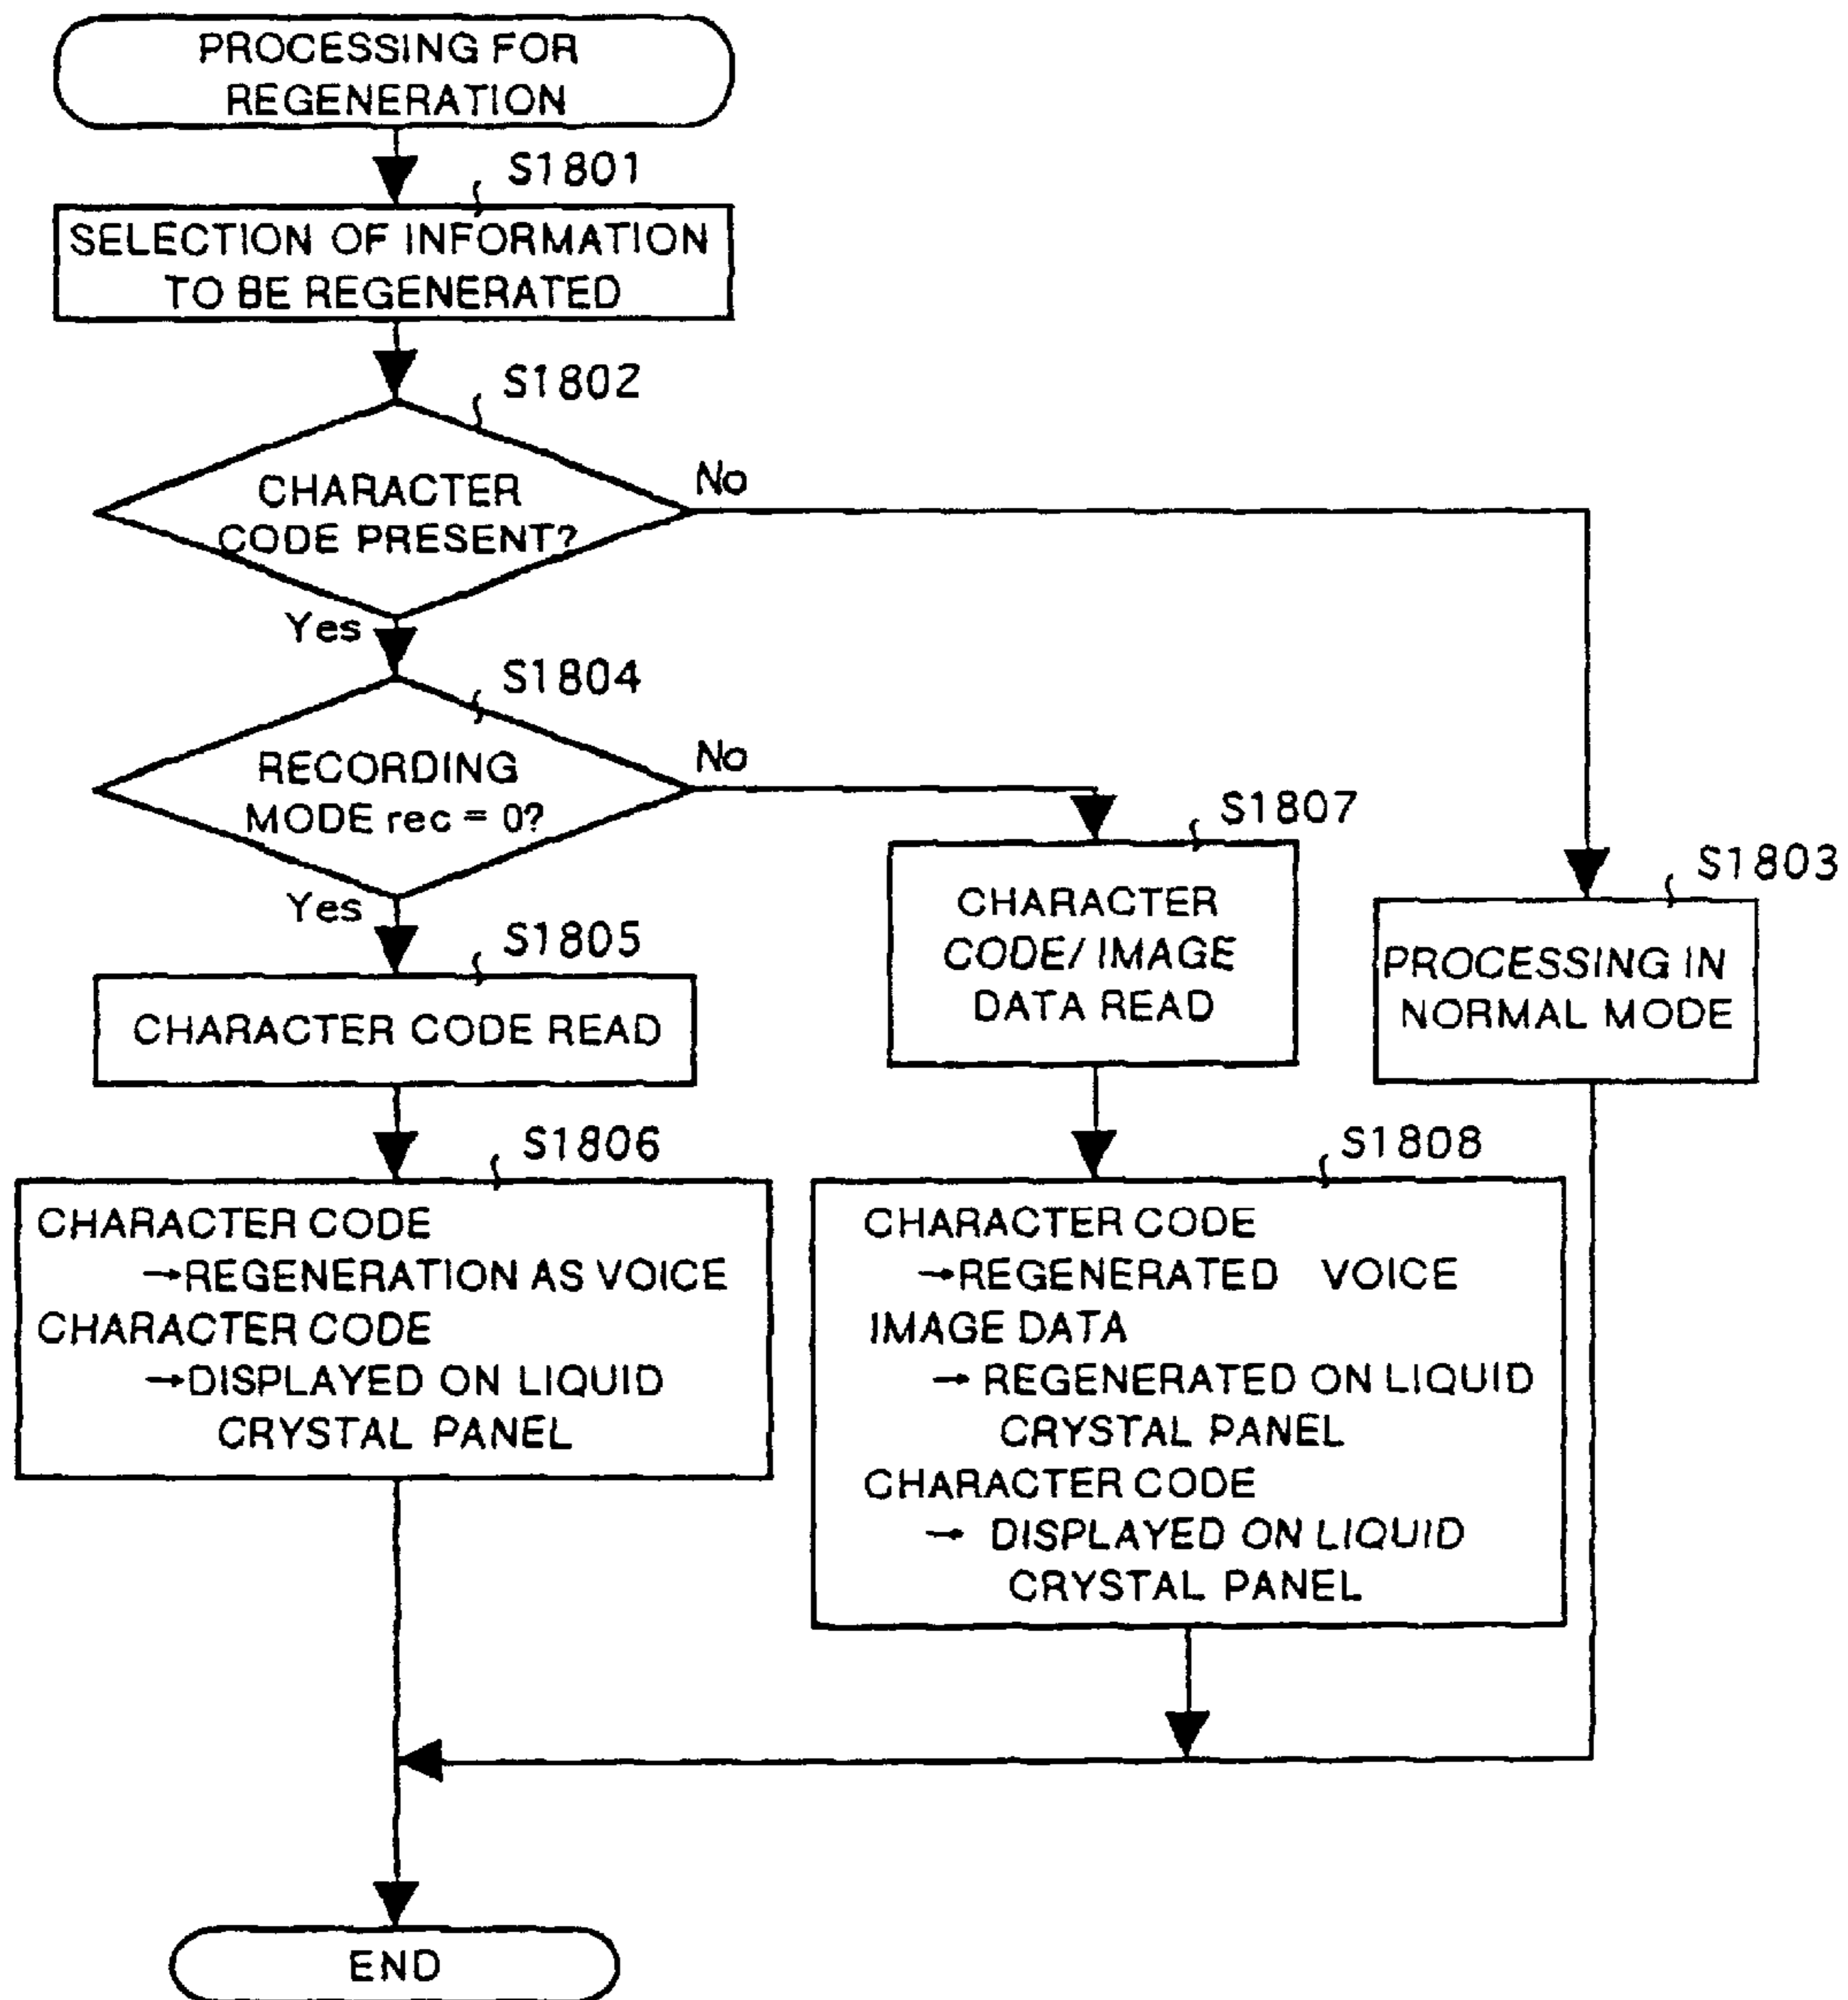 PROCESSING FOR
REGENERATION
S1801
SELECTION OF INFORMATION
TO BE REGENERATED
S1802
CHARACTER
CODE PRESENT?
No
Yes
S1804
RECORDING
MODE rec = 0?
No
Yes
S1807
CHARACTER
CODE/ IMAGE
DATA READ
S1803
PROCESSING IN
NORMAL MODE
S1805
CHARACTER CODE READ
S1806
CHARACTER CODE
→REGENERATION AS VOICE
CHARACTER CODE
→DISPLAYED ON LIQUID
CRYSTAL PANEL
S1808
CHARACTER CODE
→REGENERATED VOICE
IMAGE DATA
→ REGENERATED ON LIQUID
CRYSTAL PANEL
CHARACTER CODE
→ DISPLAYED ON LIQUID
CRYSTAL PANEL
END